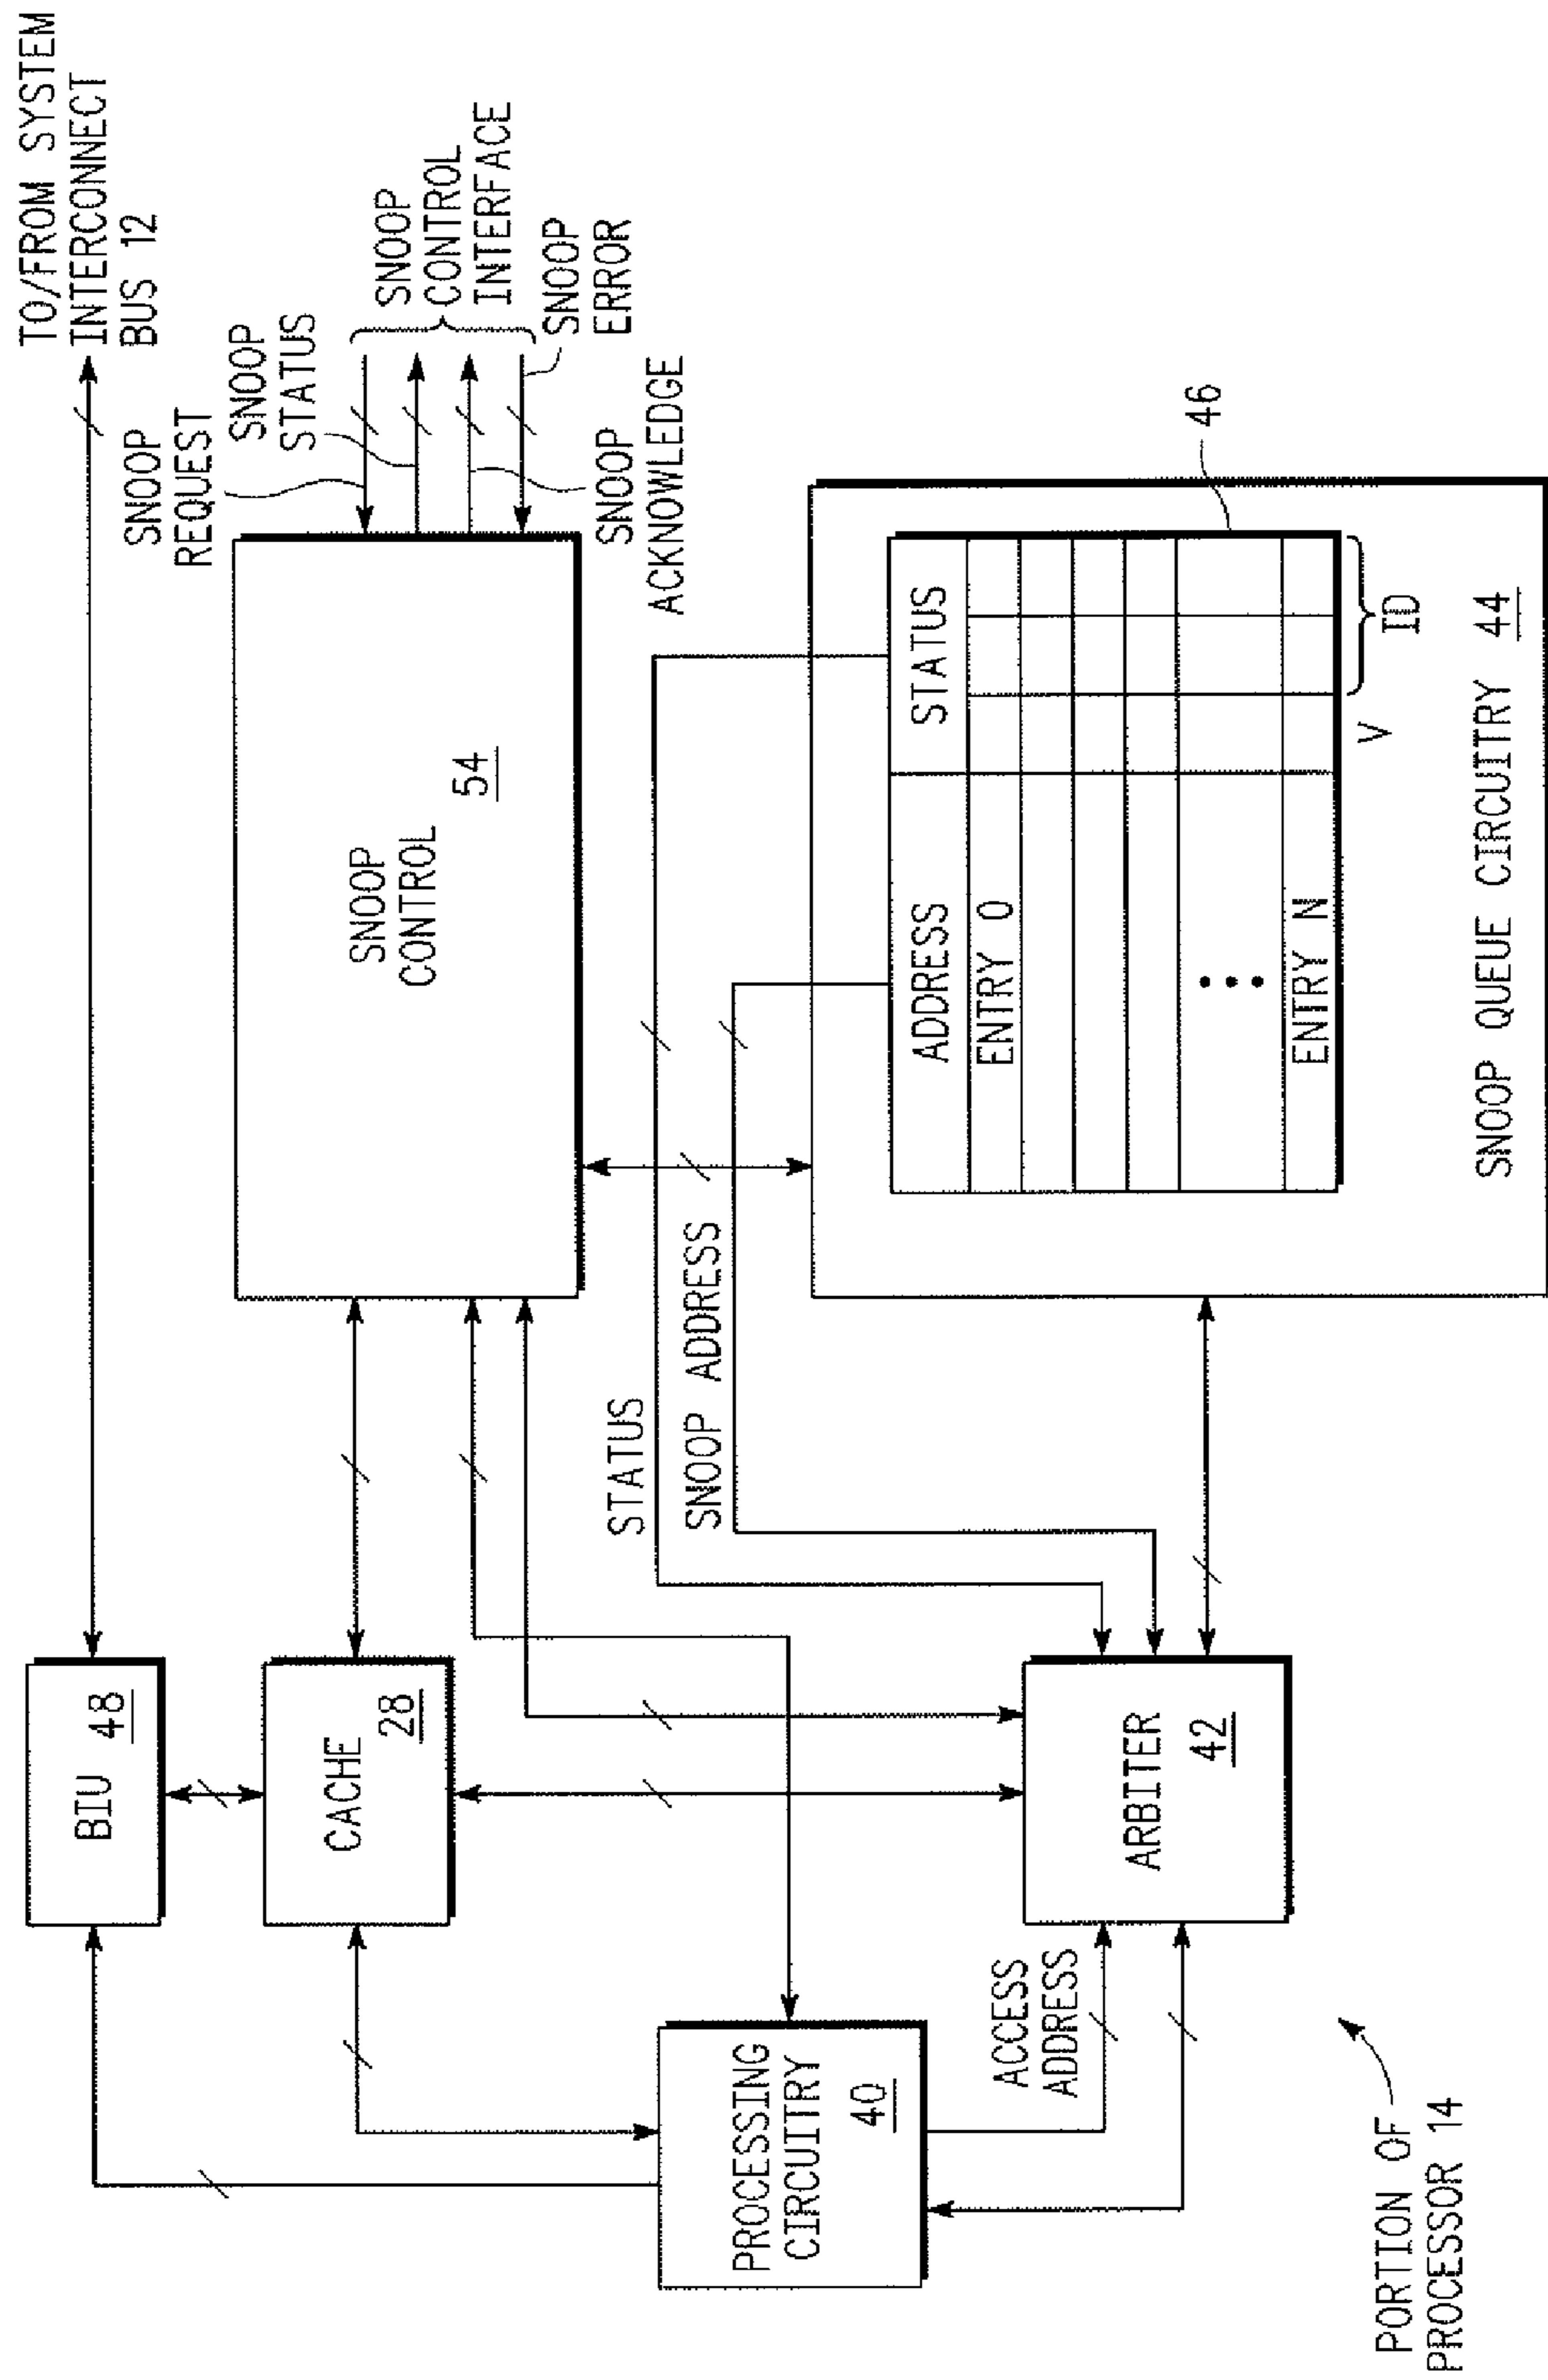 TO/FROM SYSTEM
INTERCONNECT
BUS 12
SNOOP
REQUEST
SNOOP
STATUS
SNOOP
CONTROL
INTERFACE
SNOOP
ERROR
SNOOP
ACKNOWLEDGE
BIU 48
CACHE
28
SNOOP
CONTROL
54
PROCESSING
CIRCUITRY
40
ACCESS
ADDRESS
ARBITER
42
STATUS
SNOOP ADDRESS
ADDRESS
STATUS
ENTRY 0
ENTRY N
V
ID
46
SNOOP QUEUE CIRCUITRY 44
PORTION OF
PROCESSOR 14